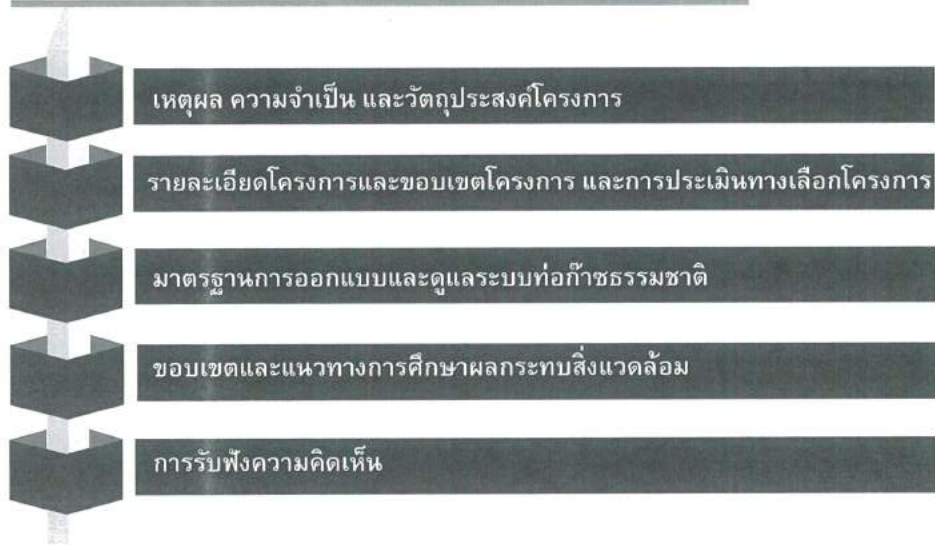 เหตุผล ความจำเป็น และวัตถุประสงค์โครงการ
รายละเอียดโครงการและขอบเขตโครงการ และการประเมินทางเลือกโครงการ
มาตรฐานการออกแบบและดูแลระบบท่อก๊าซธรรมชาติ
ขอบเขตและแนวทางการศึกษาผลกระทบสิ่งแวดล้อม
การรับฟังความคิดเห็น